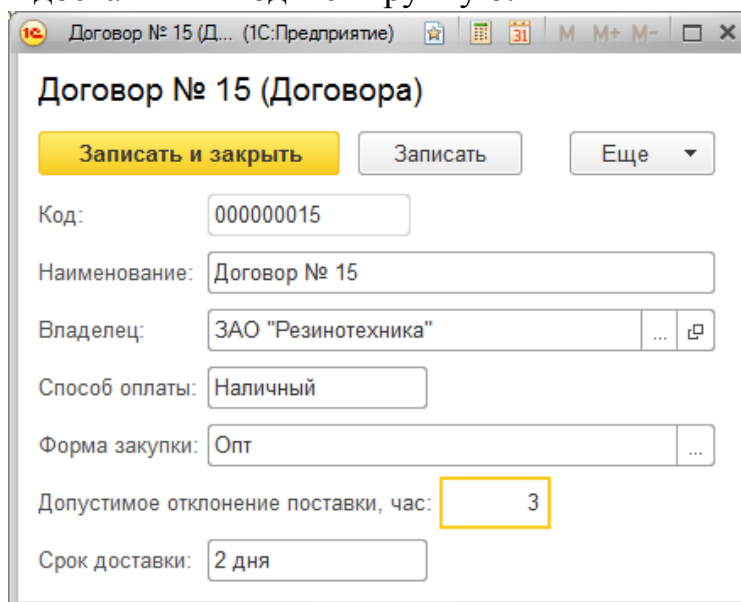 Договор № 15 (Д... (1С:Предприятие) 31 M M+ M-
Договор № 15 (Договора)
Записать и закрыть Записать Еще
Код: 000000015
Наименование: Договор № 15
Владелец: ЗАО "Резинотехника" ...
Способ оплаты: Наличный
Форма закупки: Опт ...
Допустимое отклонение поставки, час: 3
Срок доставки: 2 дня